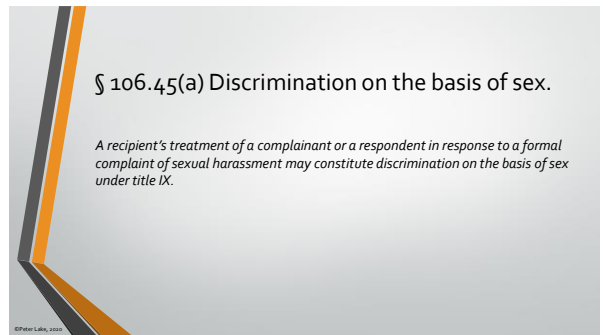 § 106.45(a) Discrimination on the basis of sex.
A recipient's treatment of a complainant or a respondent in response to a formal
complaint of sexual harassment may constitute discrimination on the basis of sex
under title IX.
©Peter Lake, 2020